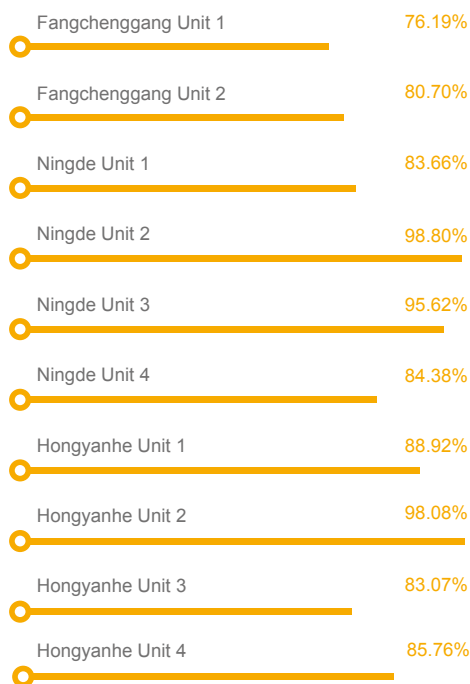 Fangchenggang Unit 1 76.19%
Fangchenggang Unit 2 80.70%
Ningde Unit 1 83.66%
Ningde Unit 2 98.80%
Ningde Unit 3 95.62%
Ningde Unit 4 84.38%
Hongyanhe Unit 1 88.92%
Hongyanhe Unit 2 98.08%
Hongyanhe Unit 3 83.07%
Hongyanhe Unit 4 85.76%